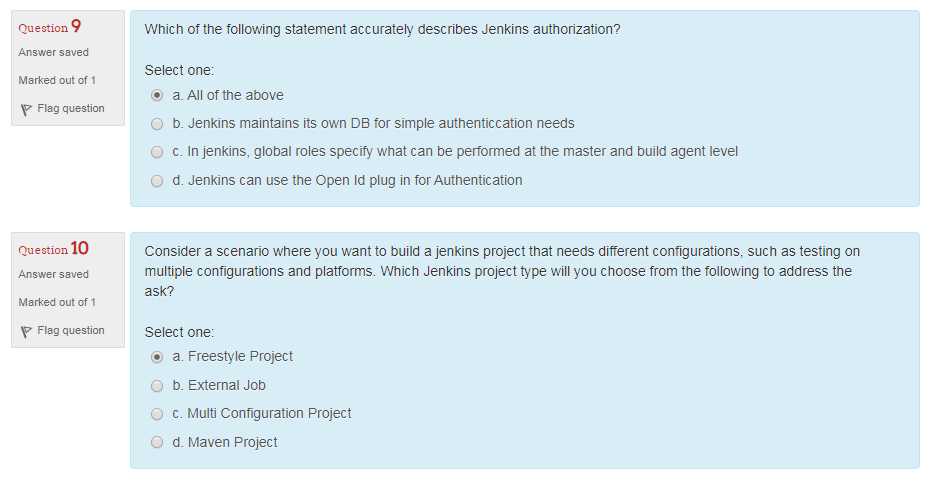 Question 9
Answer saved
Marked out of 1
Flag question
Which of the following statement accurately describes Jenkins authorization?
Select one:
a. All of the above
b. Jenkins maintains its own DB for simple authenticcation needs
c. In jenkins, global roles specify what can be performed at the master and build agent level
d. Jenkins can use the Open Id plug in for Authentication
Question 10
Answer saved
Marked out of 1
Flag question
Consider a scenario where you want to build a jenkins project that needs different configurations, such as testing on
multiple configurations and platforms. Which Jenkins project type will you choose from the following to address the
ask?
Select one:
a. Freestyle Project
b. External Job
c. Multi Configuration Project
d. Maven Project